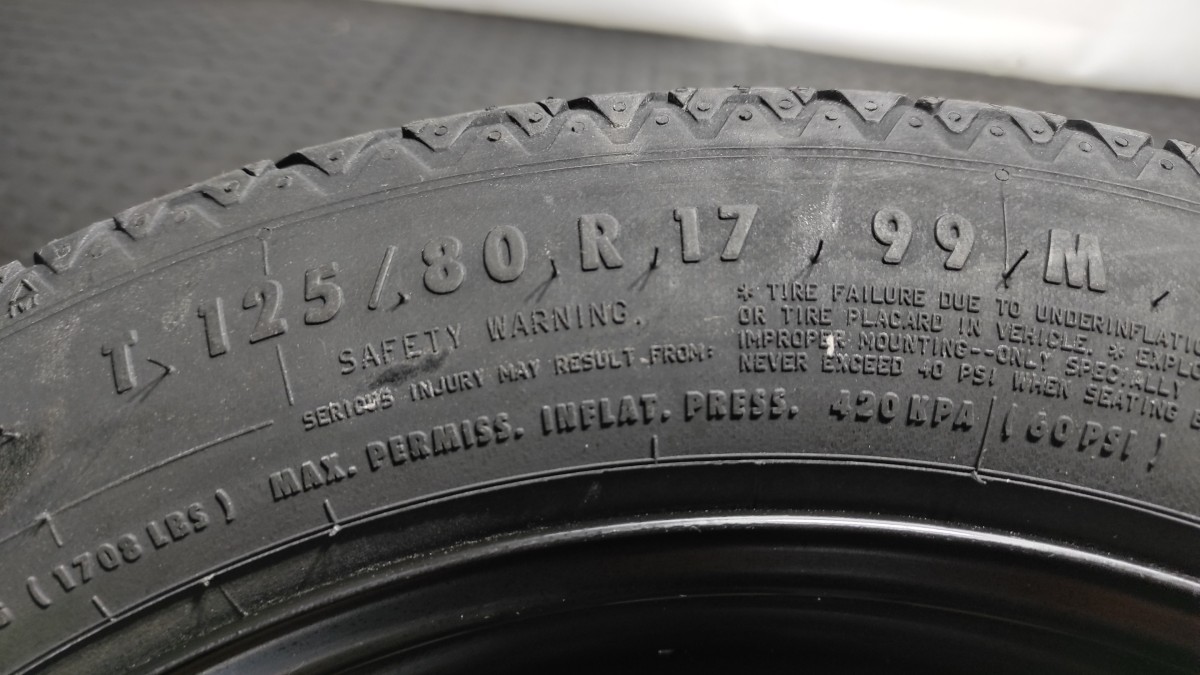 T 125/80 R 17 99 M
SAFETY WARNING.
SERIOUS INJURY MAY RESULT FROM:
* TIRE FAILURE DUE TO UNDERINFLATIO
OR TIRE PLACARD IN VEHICLE. * EXPLO
IMPROPER MOUNTING--ONLY SPECIALLY
NEVER EXCEED 40 PSI WHEN SEATING
(1708 LBS) MAX. PERMISS. INFLAT. PRESS. 420 KPA (60 PSI)